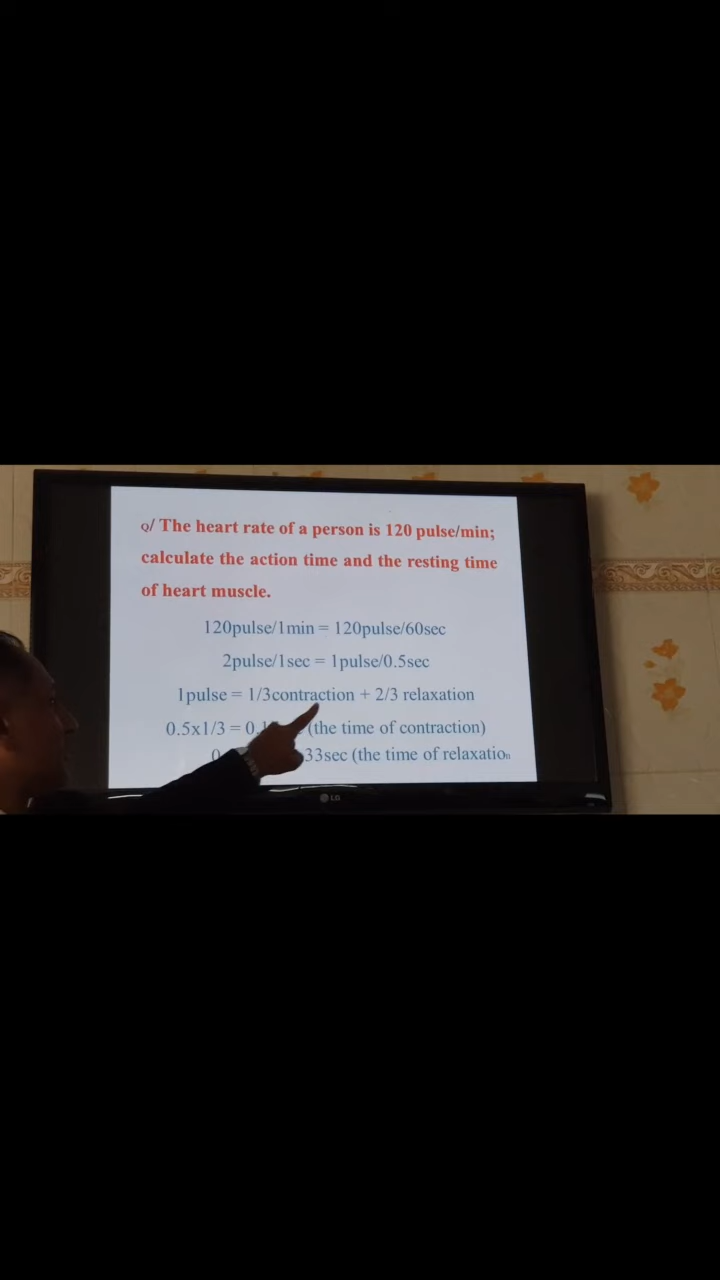 Q/ The heart rate of a person is 120 pulse/min;
calculate the action time and the resting time
of heart muscle.
120pulse/1min = 120pulse/60sec
2pulse/1sec = 1pulse/0.5sec
1pulse = 1/3contraction + 2/3 relaxation
0.5x1/3 = (the time of contraction)
33sec (the time of relaxation
LG